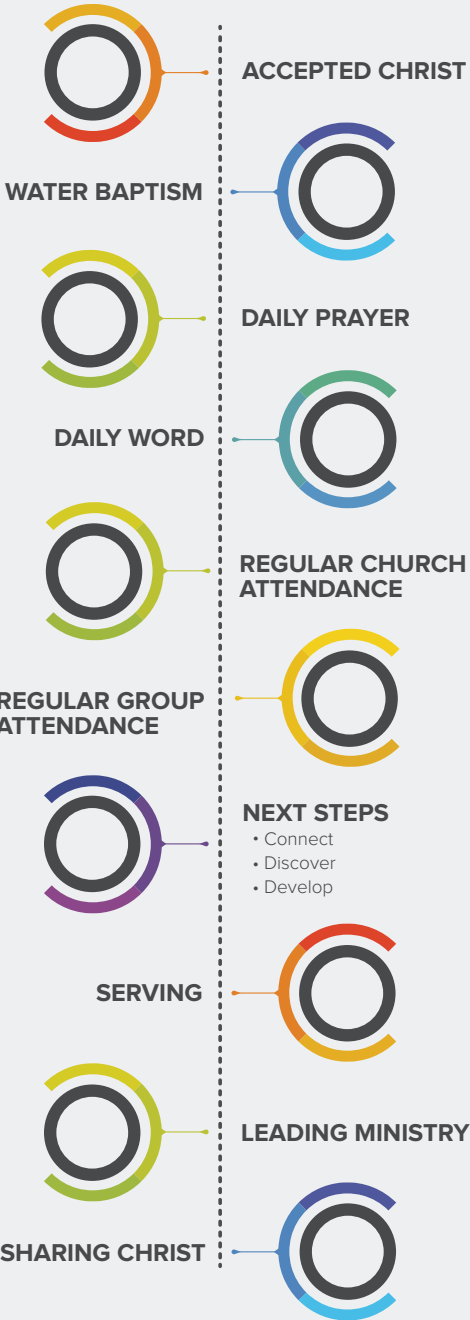 ACCEPTED CHRIST
WATER BAPTISM
DAILY PRAYER
DAILY WORD
REGULAR CHURCH
ATTENDANCE
REGULAR GROUP
ATTENDANCE
NEXT STEPS
• Connect
• Discover
• Develop
SERVING
LEADING MINISTRY
SHARING CHRIST